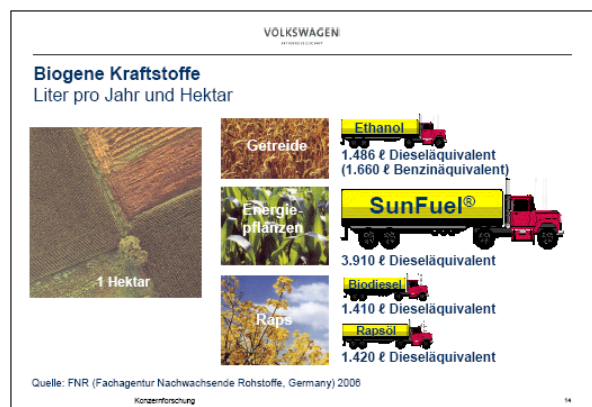 VOLKSWAGEN
AKTIENGESELLSCHAFT
Biogene Kraftstoffe
Liter pro Jahr und Hektar
1 Hektar
Getreide
Ethanol
1.486 ℓ Dieseläquivalent
(1.660 ℓ Benzinäquivalent)
Energie-
pflanzen
SunFuel®
3.910 ℓ Dieseläquivalent
Raps
Biodiesel
1.410 ℓ Dieseläquivalent
Rapsöl
1.420 ℓ Dieseläquivalent
Quelle: FNR (Fachagentur Nachwachsende Rohstoffe, Germany) 2006
Konzernforschung
14